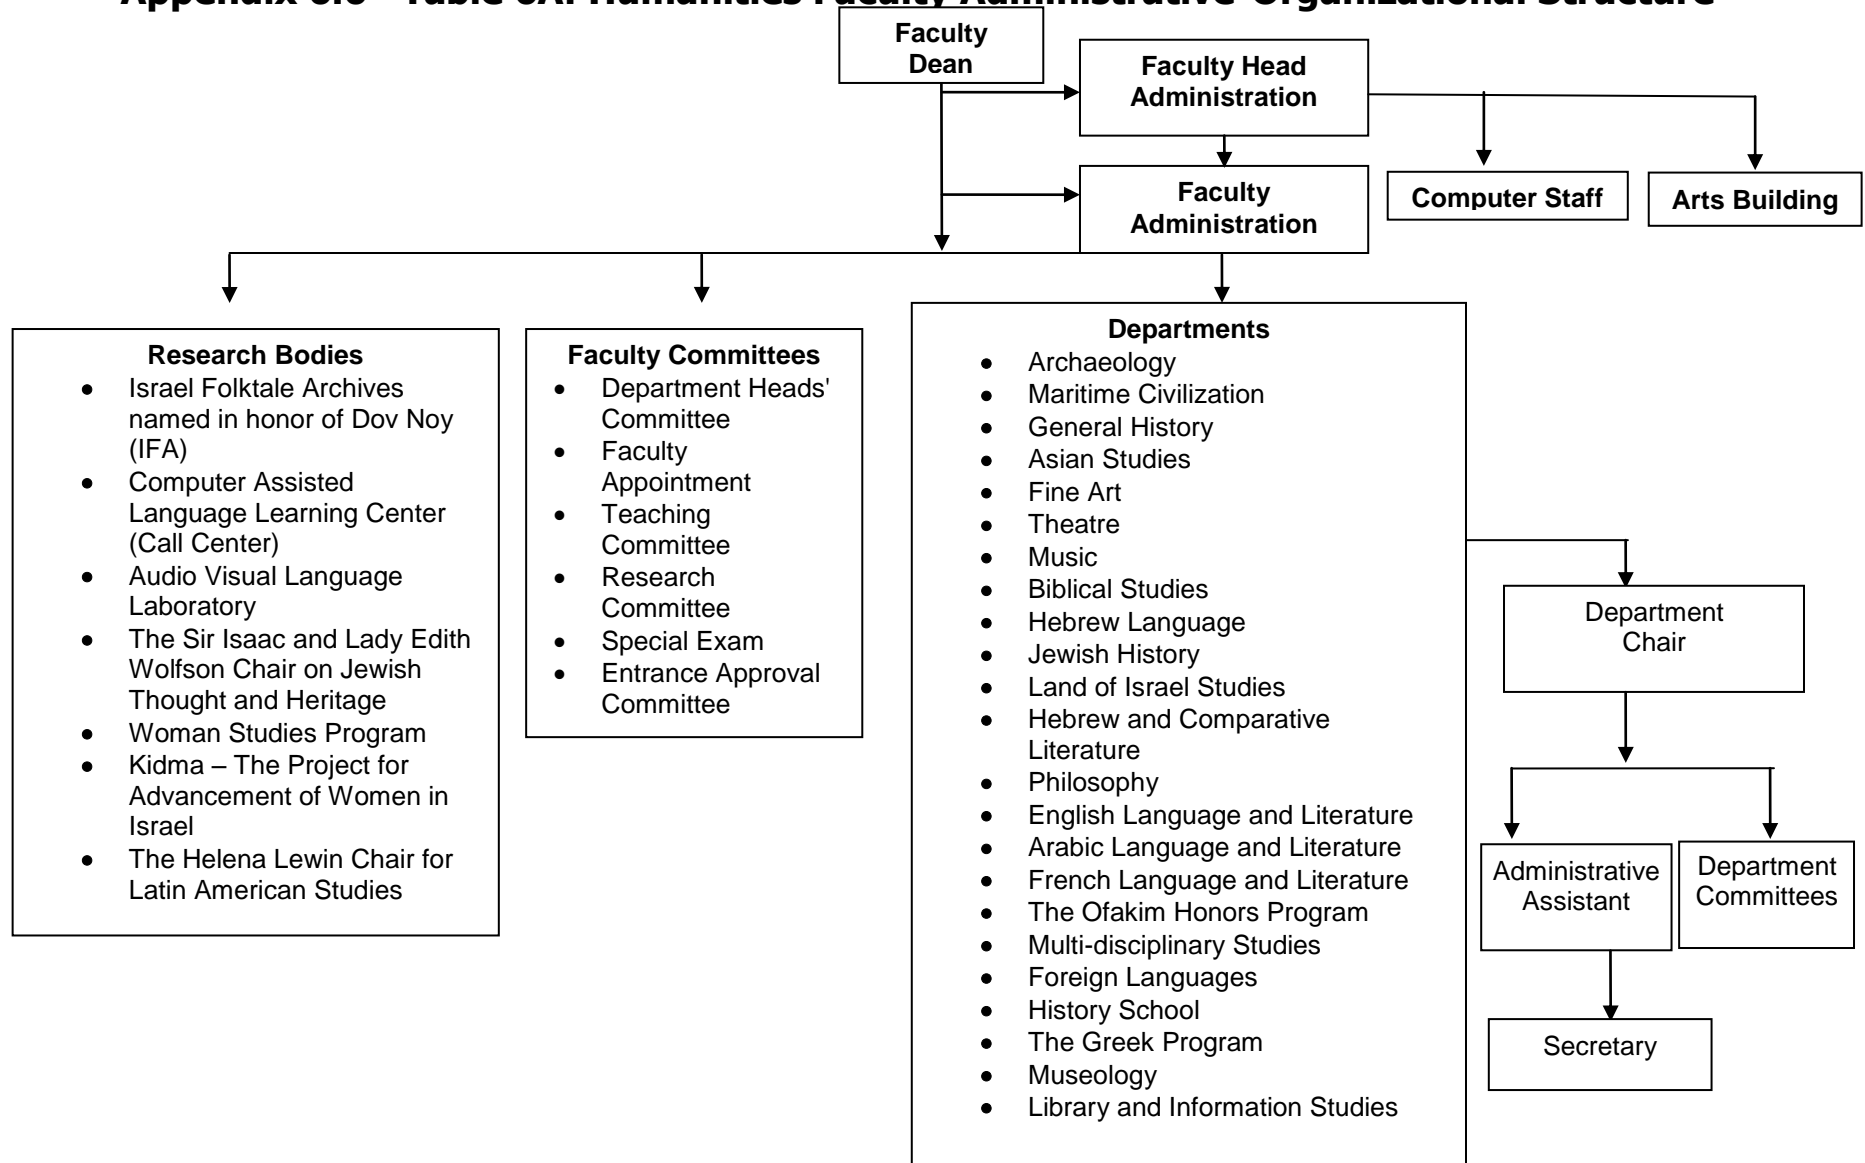 Humanities Faculty Administrative Organizational Structure
Faculty
Dean
Faculty Head
Administration
Faculty
Administration
Computer Staff
Arts Building
Research Bodies
● Israel Folktale Archives
named in honor of Dov Noy
(IFA)
● Computer Assisted
Language Learning Center
(Call Center)
● Audio Visual Language
Laboratory
● The Sir Isaac and Lady Edith
Wolfson Chair on Jewish
Thought and Heritage
● Woman Studies Program
● Kidma – The Project for
Advancement of Women in
Israel
● The Helena Lewin Chair for
Latin American Studies
Faculty Committees
● Department Heads'
Committee
● Faculty
Appointment
● Teaching
Committee
● Research
Committee
● Special Exam
● Entrance Approval
Committee
Departments
● Archaeology
● Maritime Civilization
● General History
● Asian Studies
● Fine Art
● Theatre
● Music
● Biblical Studies
● Hebrew Language
● Jewish History
● Land of Israel Studies
● Hebrew and Comparative
Literature
● Philosophy
● English Language and Literature
● Arabic Language and Literature
● French Language and Literature
● The Ofakim Honors Program
● Multi-disciplinary Studies
● Foreign Languages
● History School
● The Greek Program
● Museology
● Library and Information Studies
Department
Chair
Administrative
Assistant
Department
Committees
Secretary